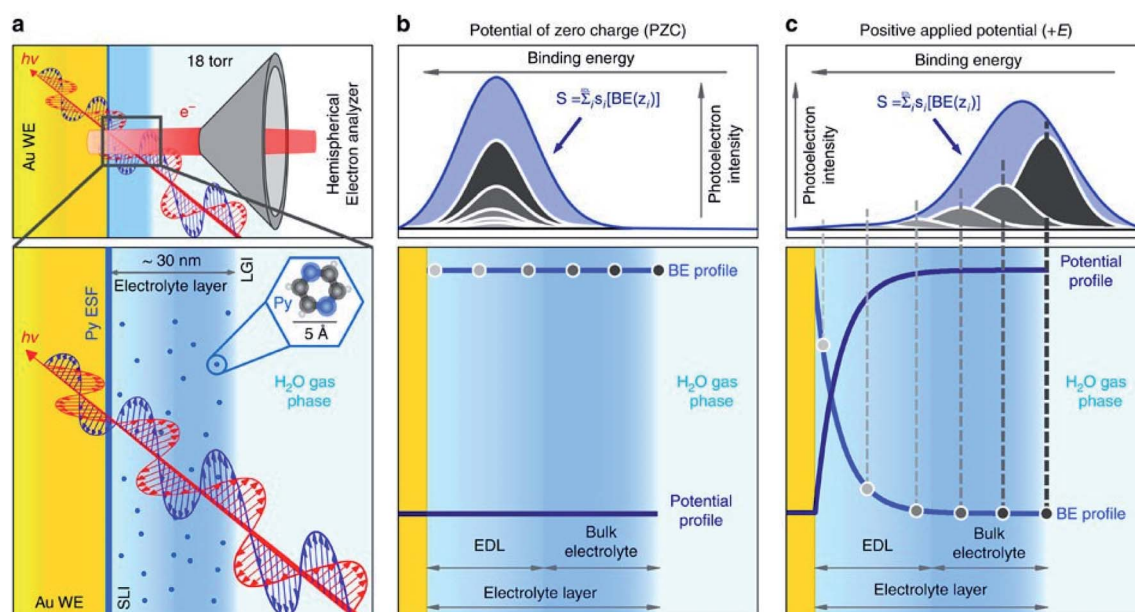 a
Au WE
hν
18 torr
e−
Hemispherical
Electron analyzer
~ 30 nm
Electrolyte layer
LGI
Py ESF
Py
5 Å
hν
H2O gas
phase
Au WE
SLI
b
Potential of zero charge (PZC)
Binding energy
S = Σi si[BE(zi)]
Photoelectron
intensity
BE profile
H2O gas
phase
Potential
profile
EDL
Bulk
electrolyte
Electrolyte layer
c
Positive applied potential (+E)
Binding energy
S = Σi si[BE(zi)]
Photoelectron
intensity
Potential
profile
H2O gas
phase
BE profile
EDL
Bulk
electrolyte
Electrolyte layer